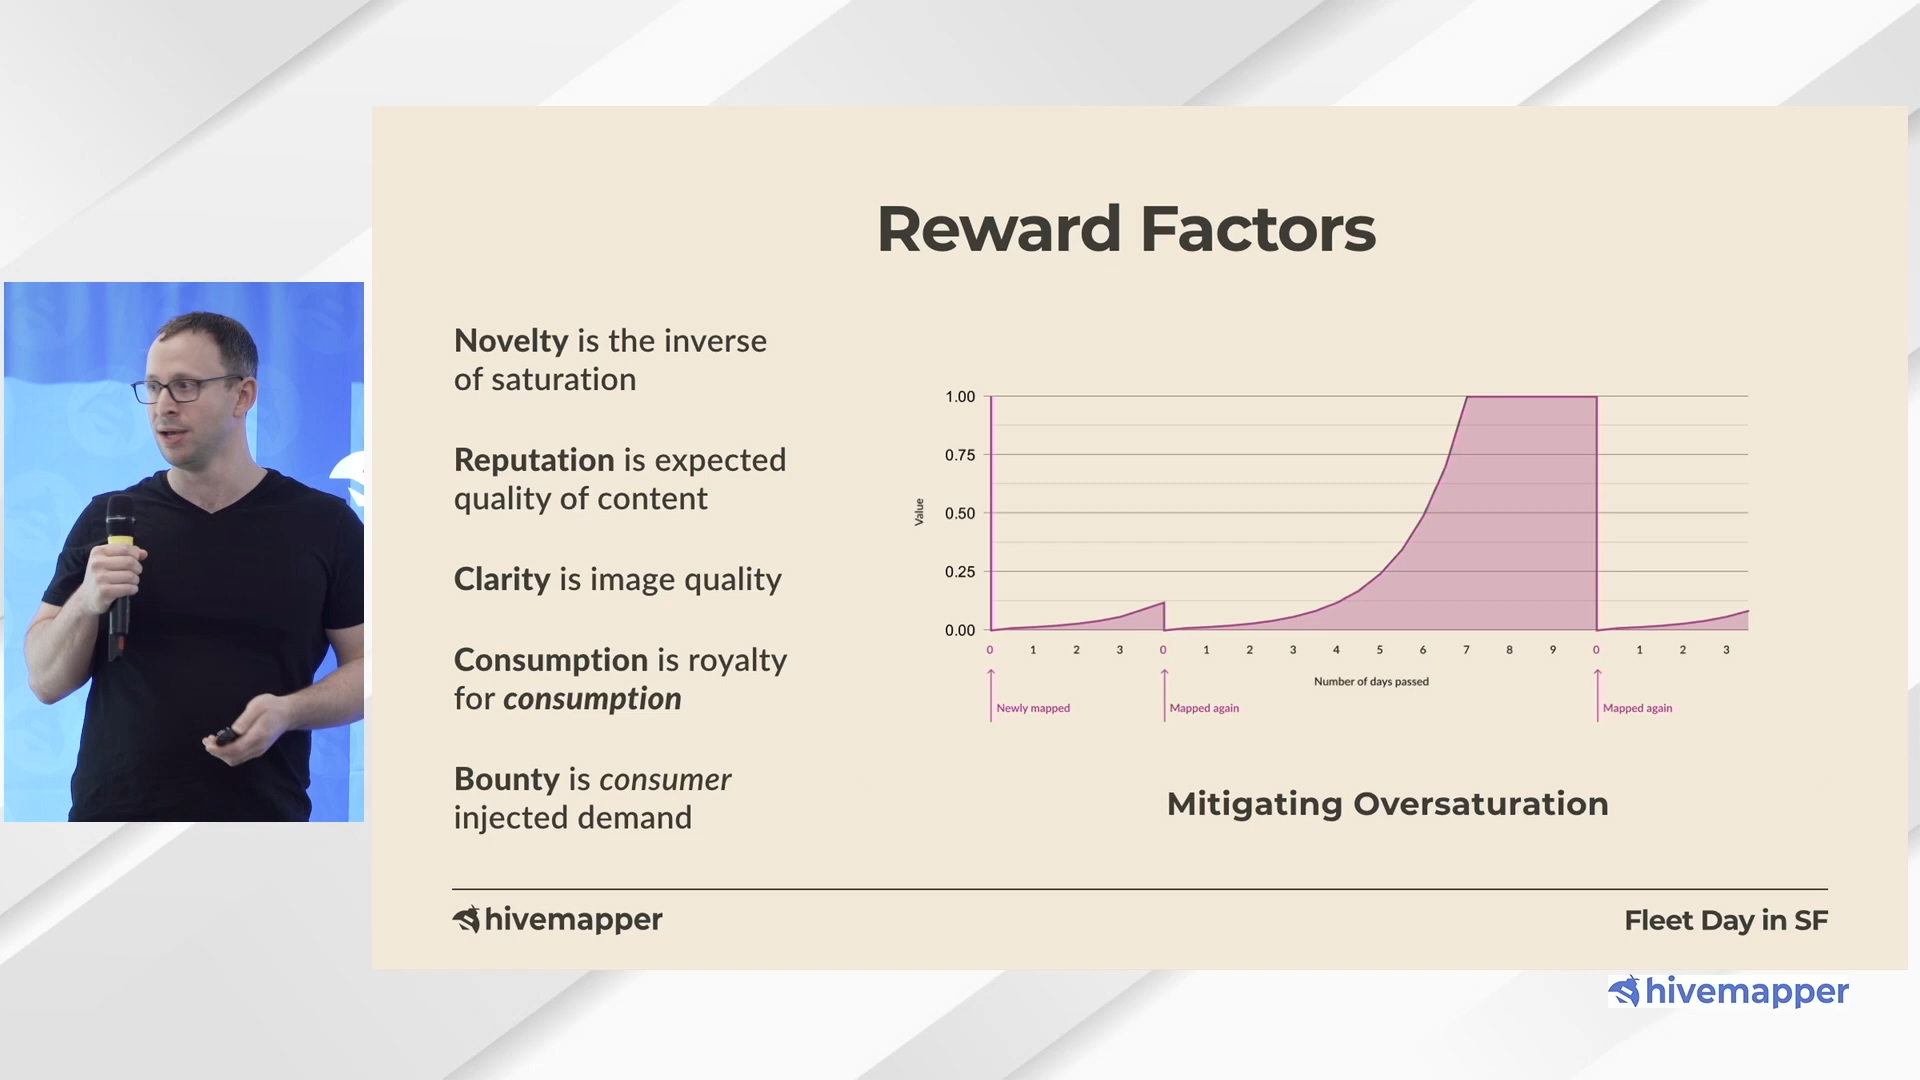 Reward Factors
Novelty is the inverse
of saturation
Reputation is expected
quality of content
Clarity is image quality
Consumption is royalty
for consumption
Bounty is consumer
injected demand
1.00
0.75
0.50
0.25
0.00
Value
0 1 2 3 0 1 2 3 4 5 6 7 8 9 0 1 2 3
Number of days passed
Newly mapped
Mapped again
Mapped again
Mitigating Oversaturation
hivemapper
Fleet Day in SF
hivemapper